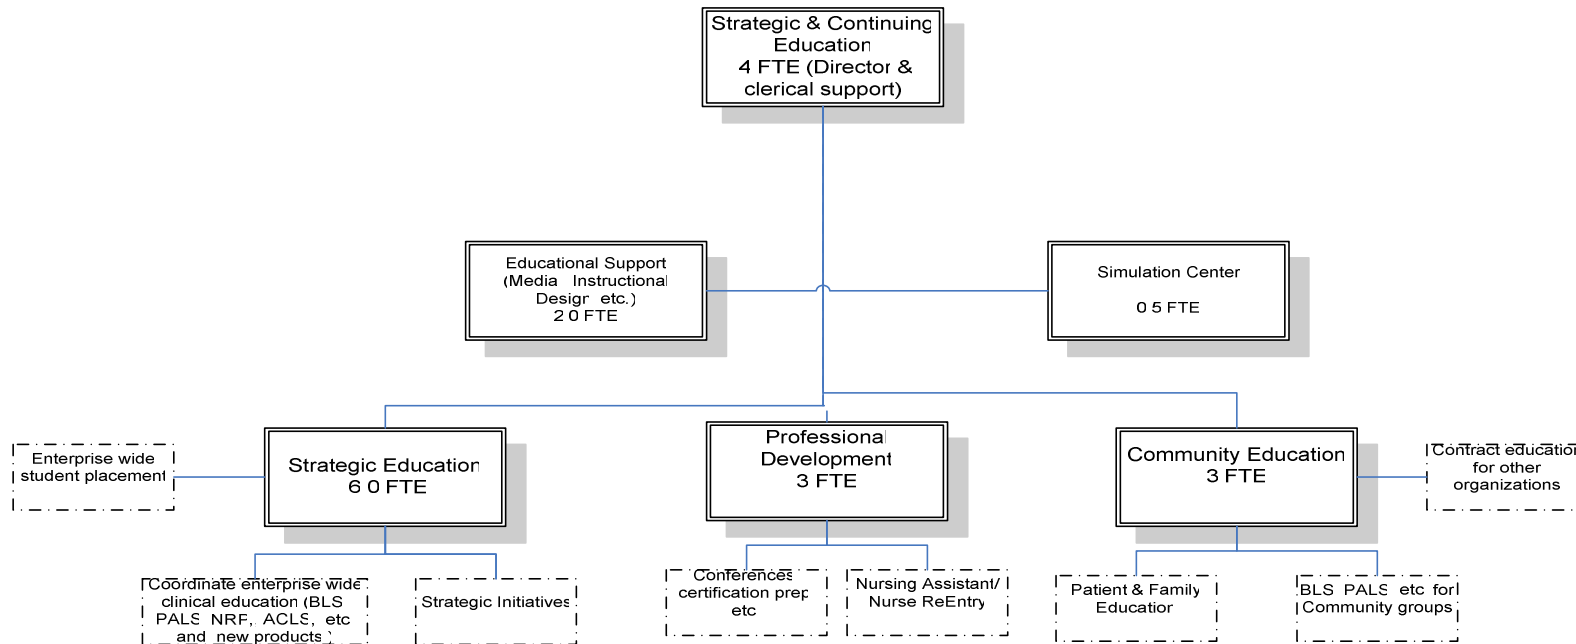 Strategic & Continuing
Education
4 FTE (Director &
clerical support)
Educational Support
(Media Instructional
Design etc.)
2 0 FTE
Simulation Center
0 5 FTE
Enterprise wide
student placement
Strategic Education
6 0 FTE
Professional
Development
3 FTE
Community Education
3 FTE
Contract education
for other
organizations
Coordinate enterprise wide
clinical education (BLS
PALS NRF, ACLS, etc
and new products )
Strategic Initiatives
Conferences
certification prep
etc
Nursing Assistant/
Nurse ReEntry
Patient & Family
Education
BLS PALS etc for
Community groups